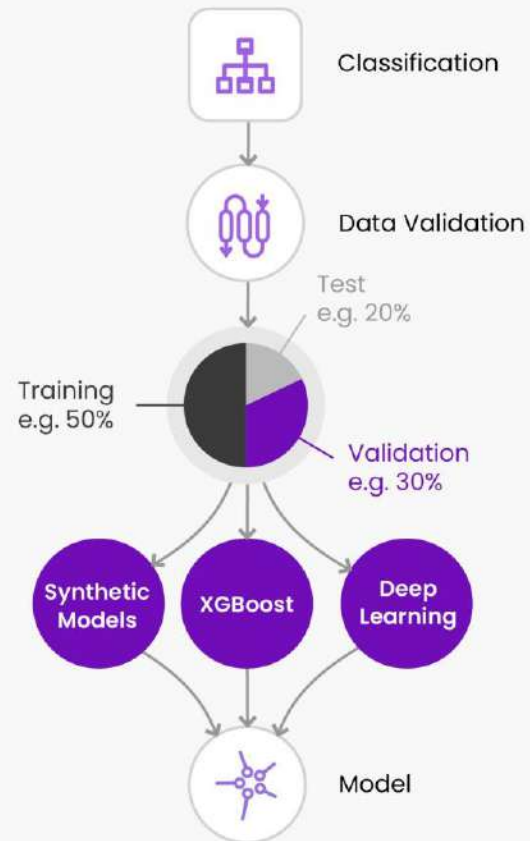 Classification
Data Validation
Test
e.g. 20%
Training
e.g. 50%
Validation
e.g. 30%
Synthetic
Models
XGBoost
Deep
Learning
Model